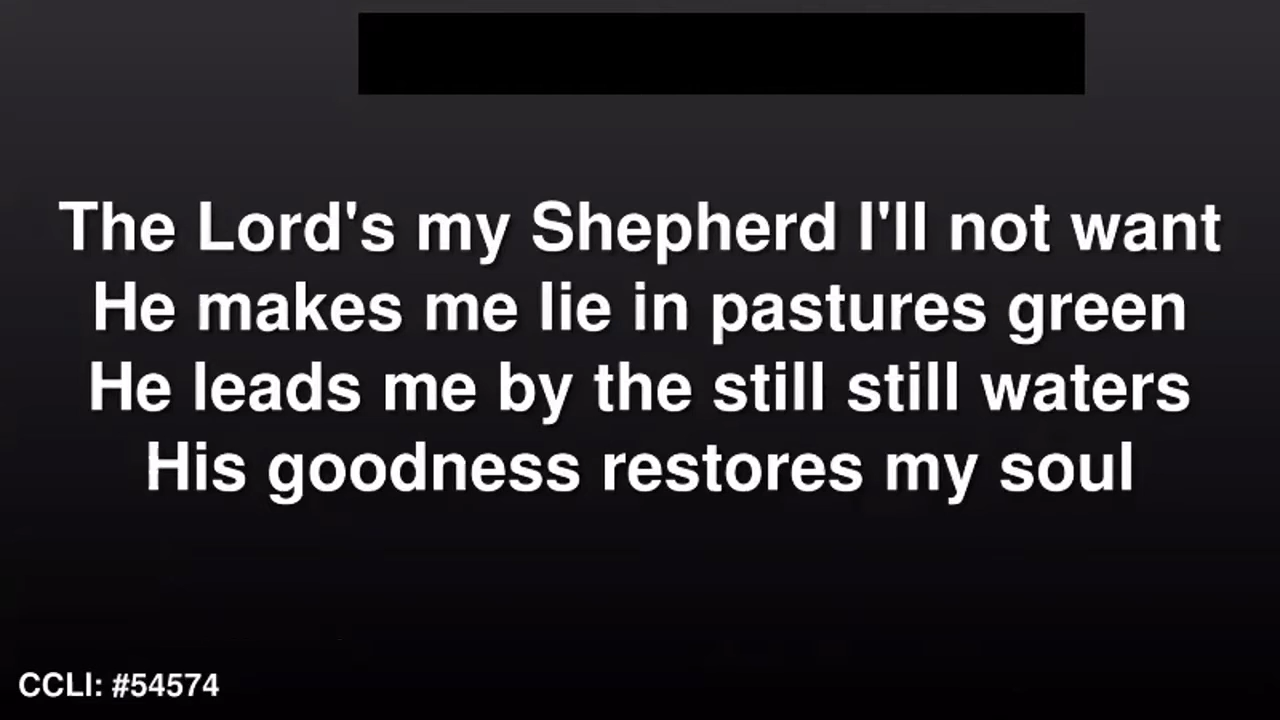 The Lord's my Shepherd I'll not want
He makes me lie in pastures green
He leads me by the still still waters
His goodness restores my soul
CCLI: #54574